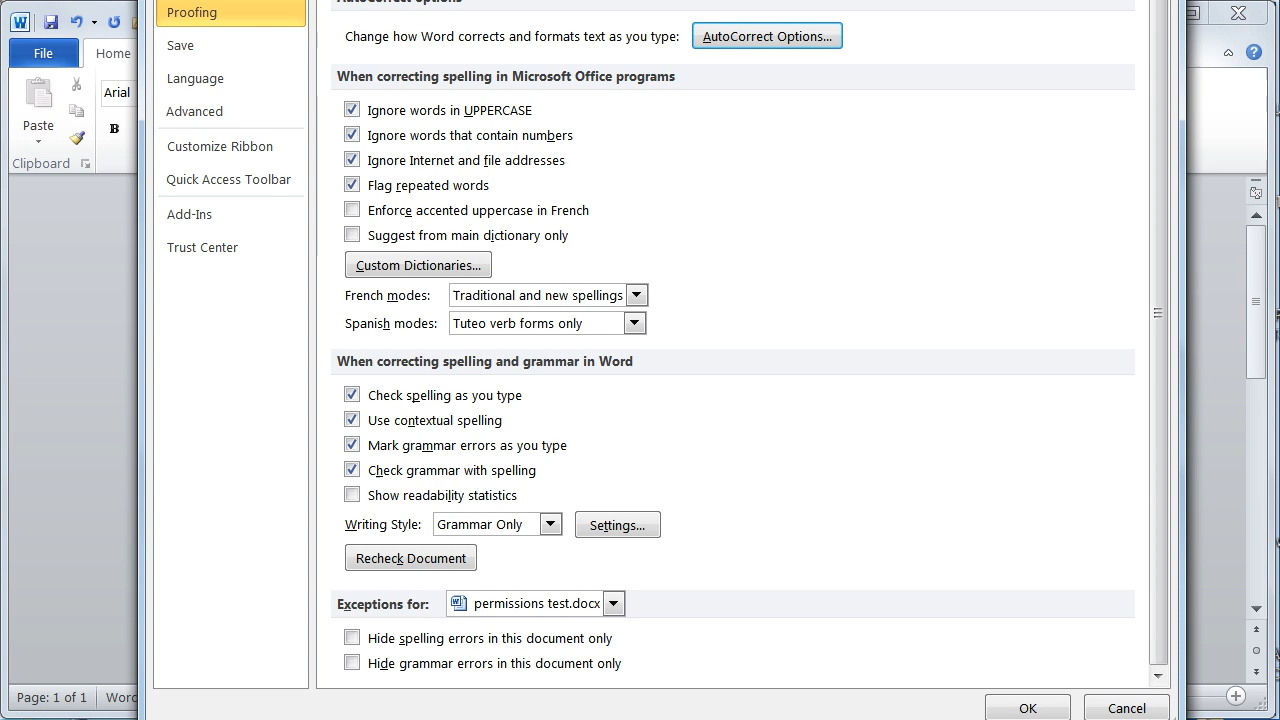 Proofing
Save
Language
Advanced
Customize Ribbon
Quick Access Toolbar
Add-Ins
Trust Center
File
Home
Paste
Clipboard
Arial
B
AutoCorrect options
Change how Word corrects and formats text as you type:
AutoCorrect Options...
When correcting spelling in Microsoft Office programs
Ignore words in UPPERCASE
Ignore words that contain numbers
Ignore Internet and file addresses
Flag repeated words
Enforce accented uppercase in French
Suggest from main dictionary only
Custom Dictionaries...
French modes: Traditional and new spellings
Spanish modes: Tuteo verb forms only
When correcting spelling and grammar in Word
Check spelling as you type
Use contextual spelling
Mark grammar errors as you type
Check grammar with spelling
Show readability statistics
Writing Style: Grammar Only Settings...
Recheck Document
Exceptions for: permissions test.docx
Hide spelling errors in this document only
Hide grammar errors in this document only
OK Cancel
Page: 1 of 1